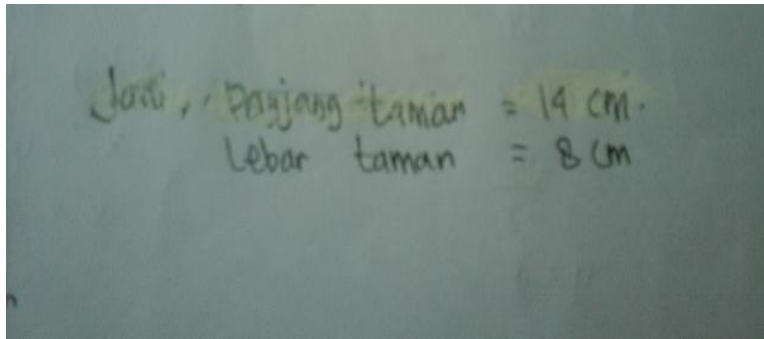 Jadi, Panjang taman = 14 cm.
Lebar taman = 8 cm